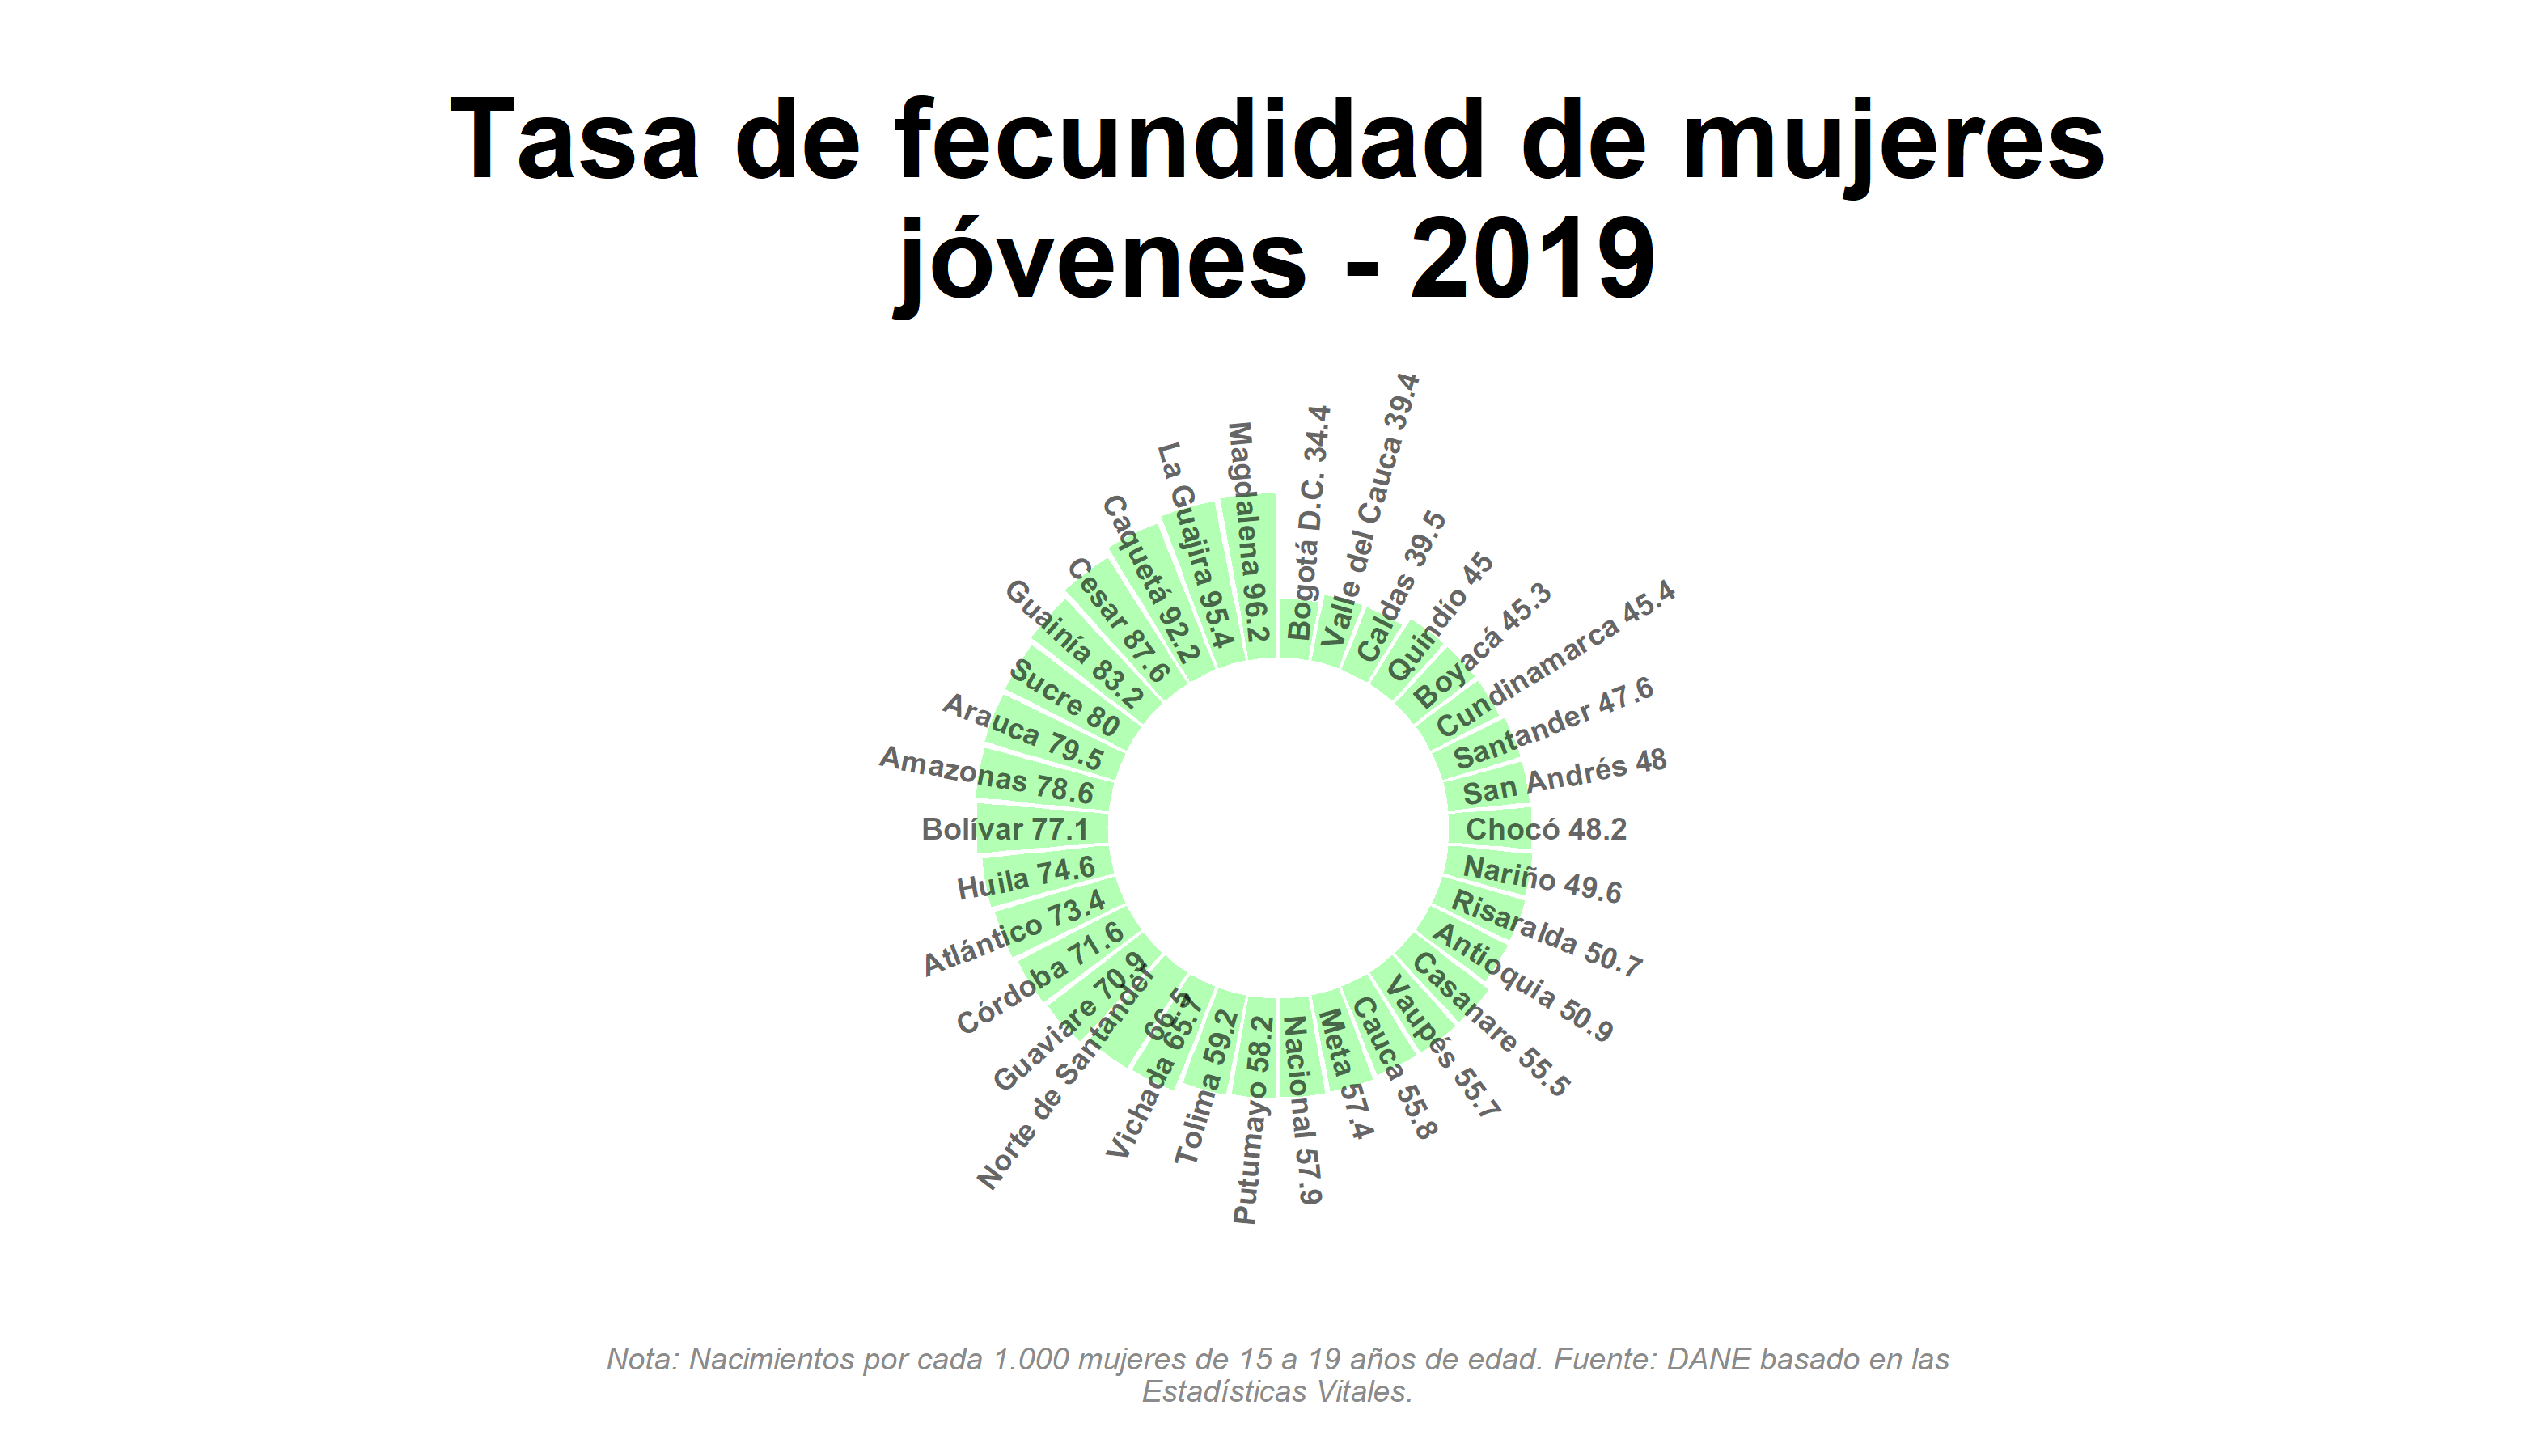 Tasa de fecundidad de mujeres
jóvenes - 2019
Bogotá D.C. 34.4
Valle del Cauca 39.4
Caldas 39.5
Quindío 45
Boyacá 45.3
Cundinamarca 45.4
Santander 47.6
San Andrés 48
Chocó 48.2
Nariño 49.6
Risaralda 50.7
Antioquia 50.9
Casanare 55.5
Vaupés 55.7
Cauca 55.8
Meta 57.4
Nacional 57.9
Putumayo 58.2
Tolima 59.2
Vichada 65.7
Norte de Santander
66.5
Guaviare 70.9
Córdoba 71.6
Atlántico 73.4
Huila 74.6
Bolívar 77.1
Amazonas 78.6
Arauca 79.5
Sucre 80
Guainía 83.2
Cesar 87.6
Caquetá 92.2
La Guajira 95.4
Magdalena 96.2
Nota: Nacimientos por cada 1.000 mujeres de 15 a 19 años de edad. Fuente: DANE basado en las
Estadísticas Vitales.